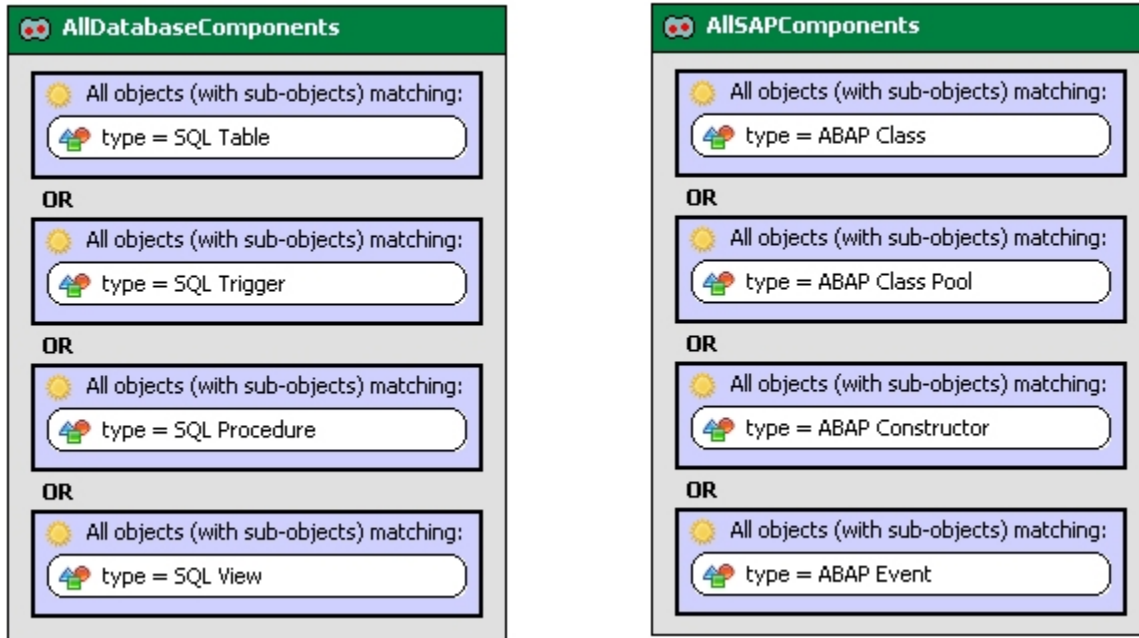 AllDatabaseComponents
All objects (with sub-objects) matching:
type = SQL Table
OR
All objects (with sub-objects) matching:
type = SQL Trigger
OR
All objects (with sub-objects) matching:
type = SQL Procedure
OR
All objects (with sub-objects) matching:
type = SQL View
AllSAPComponents
All objects (with sub-objects) matching:
type = ABAP Class
OR
All objects (with sub-objects) matching:
type = ABAP Class Pool
OR
All objects (with sub-objects) matching:
type = ABAP Constructor
OR
All objects (with sub-objects) matching:
type = ABAP Event